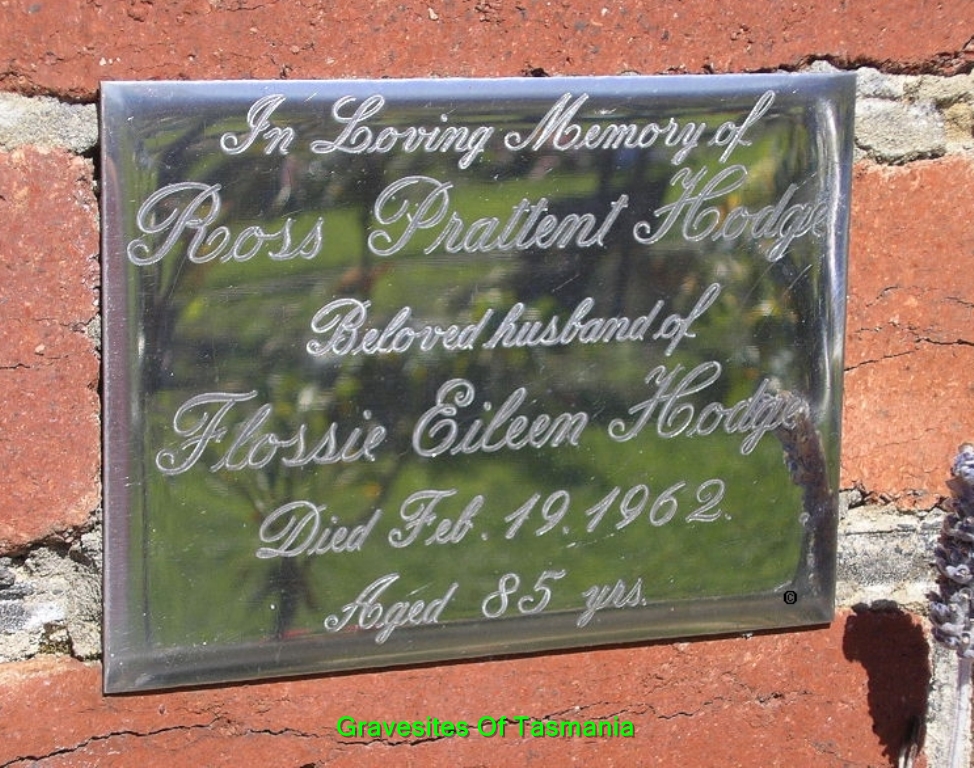 In Loving Memory of
Ross Prattent Hodge
Beloved husband of
Flossie Eileen Hodge
Died Feb. 19. 1962.
Aged 85 yrs.
©
Gravesites Of Tasmania